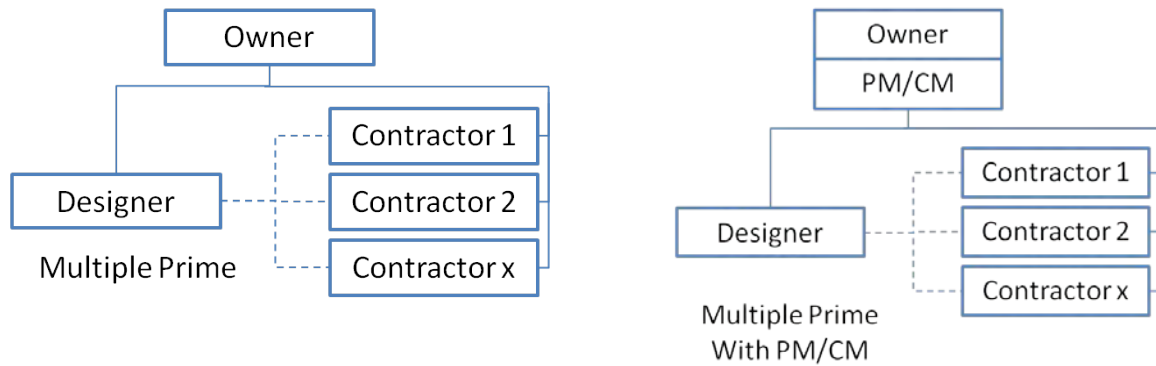 Owner
Contractor 1
Designer
Contractor 2
Contractor x
Multiple Prime
Owner
PM/CM
Contractor 1
Designer
Contractor 2
Contractor x
Multiple Prime
With PM/CM